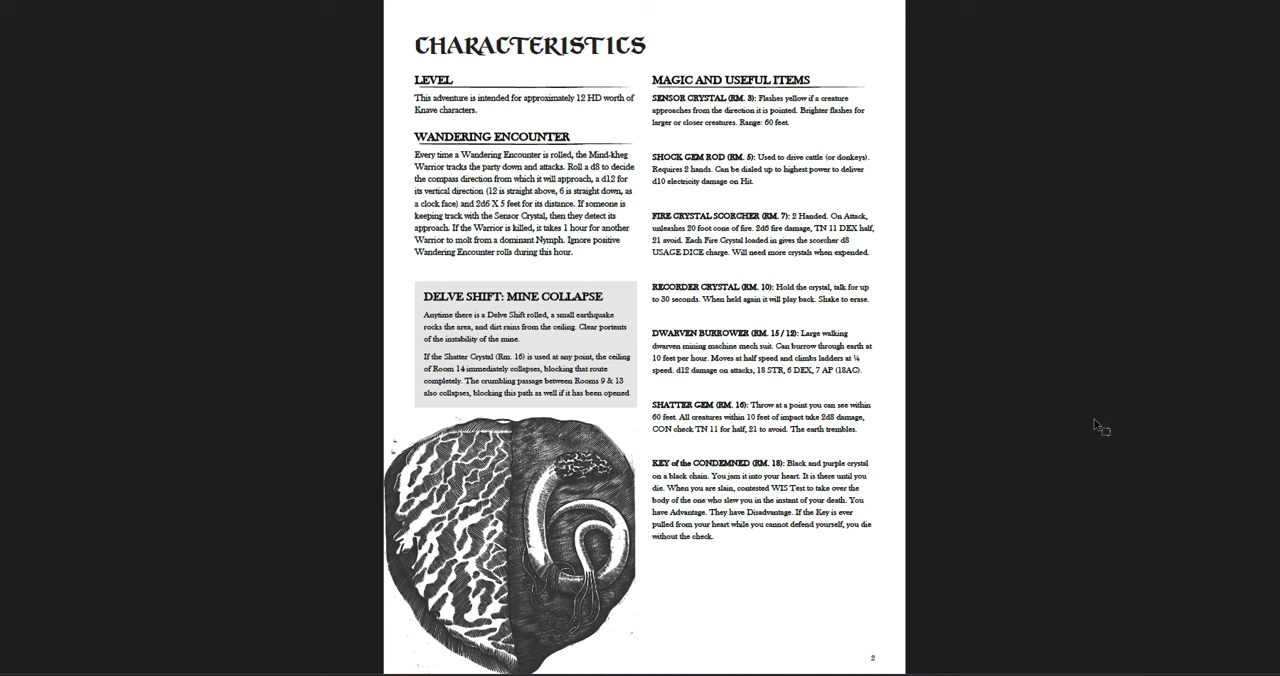 CHARACTERISTICS
LEVEL
This adventure is intended for approximately 12 HD worth of
Knave characters.
WANDERING ENCOUNTER
Every time a Wandering Encounter is rolled, the Mind-kheg
Warrior tracks the party down and attacks. Roll a d8 to decide
the compass direction from which it will approach, a d12 for
its vertical direction (12 is straight above, 6 is straight down, as
a clock face) and 2d6 X 5 feet for its distance. If someone is
keeping track with the Sensor Crystal, then they detect its
approach. If the Warrior is killed, it takes 1 hour for another
Warrior to molt from a dominant Nymph. Ignore positive
Wandering Encounter rolls during this hour.
DELVE SHIFT: MINE COLLAPSE
Anytime there is a Delve Shift rolled, a small earthquake
rocks the area, and dirt rains from the ceiling. Clear portents
of the instability of the mine.
If the Shatter Crystal (Rm. 16) is used at any point, the ceiling
of Room 14 immediately collapses, blocking that route
completely. The crumbling passage between Rooms 9 & 13
also collapses, blocking this path as well if it has been opened
MAGIC AND USEFUL ITEMS
SENSOR CRYSTAL (RM. 3): Flashes yellow if a creature
approaches from the direction it is pointed. Brighter flashes for
larger or closer creatures. Range: 60 feet.
SHOCK GEM ROD (RM. 5): Used to drive cattle (or donkeys).
Requires 2 hands. Can be dialed up to highest power to deliver
d10 electricity damage on Hit.
FIRE CRYSTAL SCORCHER (RM. 7): 2 Handed. On Attack,
unleashes 20 foot cone of fire. 2d6 fire damage, TN 11 DEX half,
21 avoid. Each Fire Crystal loaded in gives the scorcher d8
USAGE DICE charge. Will need more crystals when expended.
RECORDER CRYSTAL (RM. 10): Hold the crystal, talk for up
to 30 seconds. When held again it will play back. Shake to erase.
DWARVEN BURROWER (RM. 15 / 12): Large walking
dwarven mining machine mech suit. Can burrow through earth at
10 feet per hour. Moves at half speed and climbs ladders at ¼
speed. d12 damage on attacks, 18 STR, 6 DEX, 7 AP (18AC).
SHATTER GEM (RM. 16): Throw at a point you can see within
60 feet. All creatures within 10 feet of impact take 2d8 damage,
CON check TN 11 for half, 21 to avoid. The earth trembles.
KEY of the CONDEMNED (RM. 18): Black and purple crystal
on a black chain. You jam it into your heart. It is there until you
die. When you are slain, contested WIS Test to take over the
body of the one who slew you in the instant of your death. You
have Advantage. They have Disadvantage. If the Key is ever
pulled from your heart while you cannot defend yourself, you die
without the check.
2